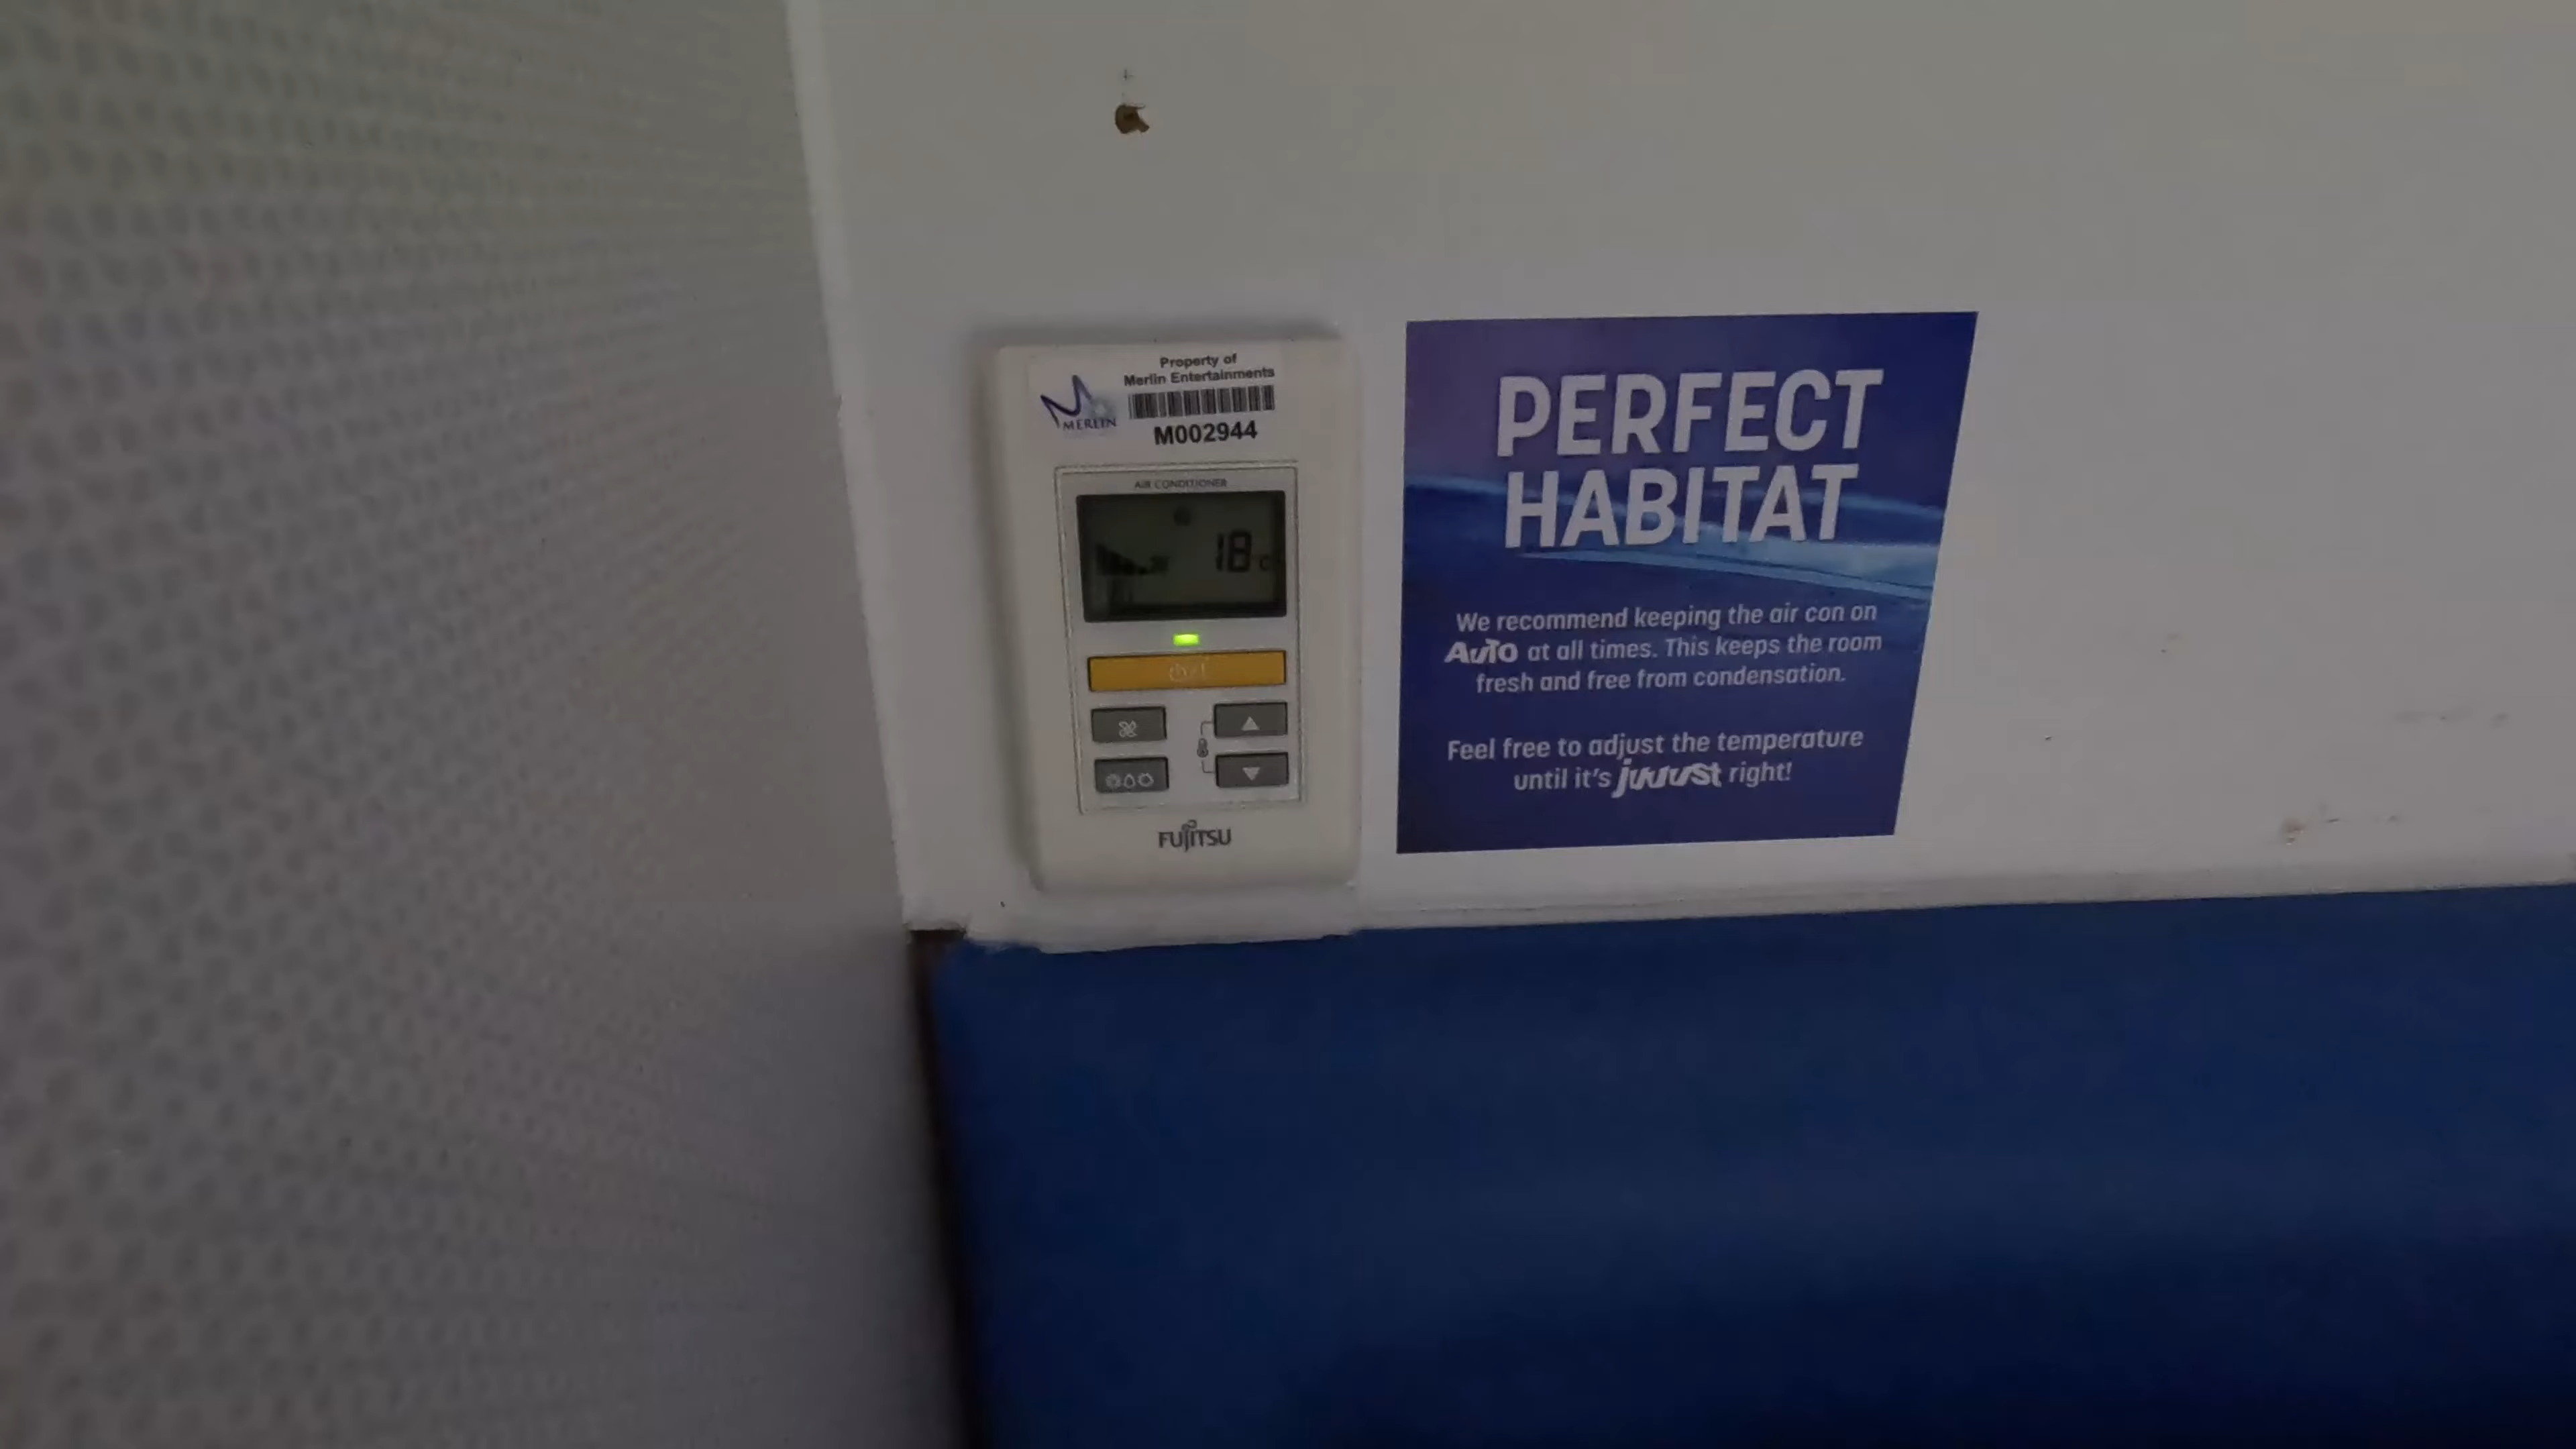 Property of
Merlin Entertainments
MERLIN
M002944
AIR CONDITIONER
18 c
FUJITSU
PERFECT
HABITAT
We recommend keeping the air con on
AuTo at all times. This keeps the room
fresh and free from condensation.
Feel free to adjust the temperature
until it's juuuSt right!